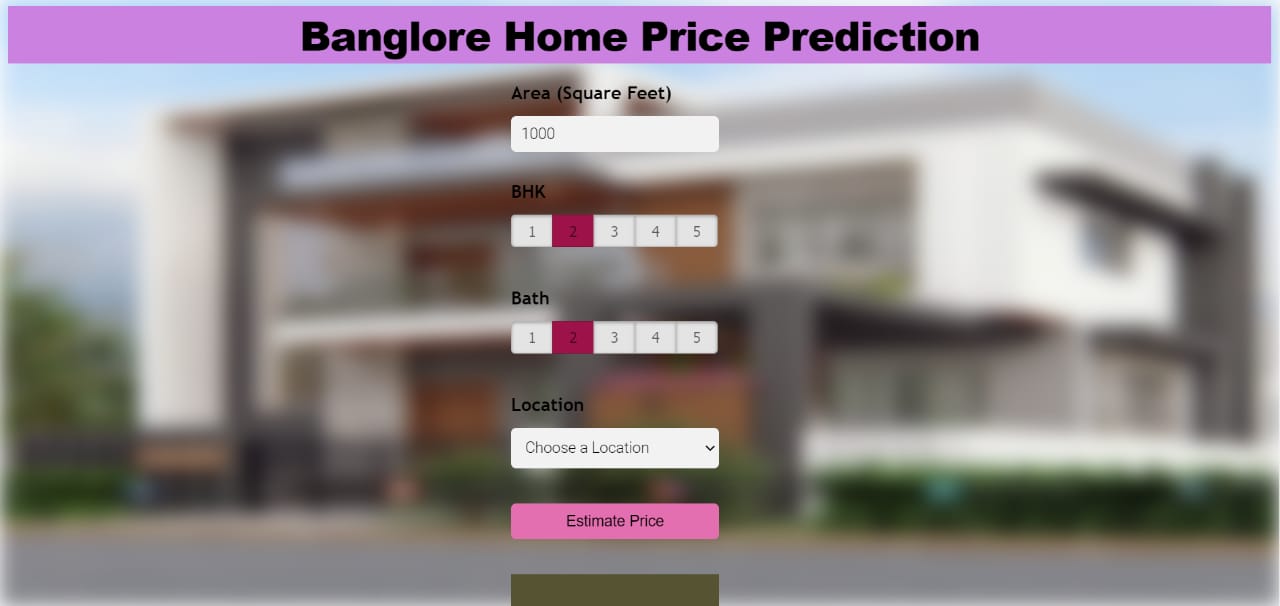 Banglore Home Price Prediction
Area (Square Feet)
1000
BHK
1 2 3 4 5
Bath
1 2 3 4 5
Location
Choose a Location
Estimate Price